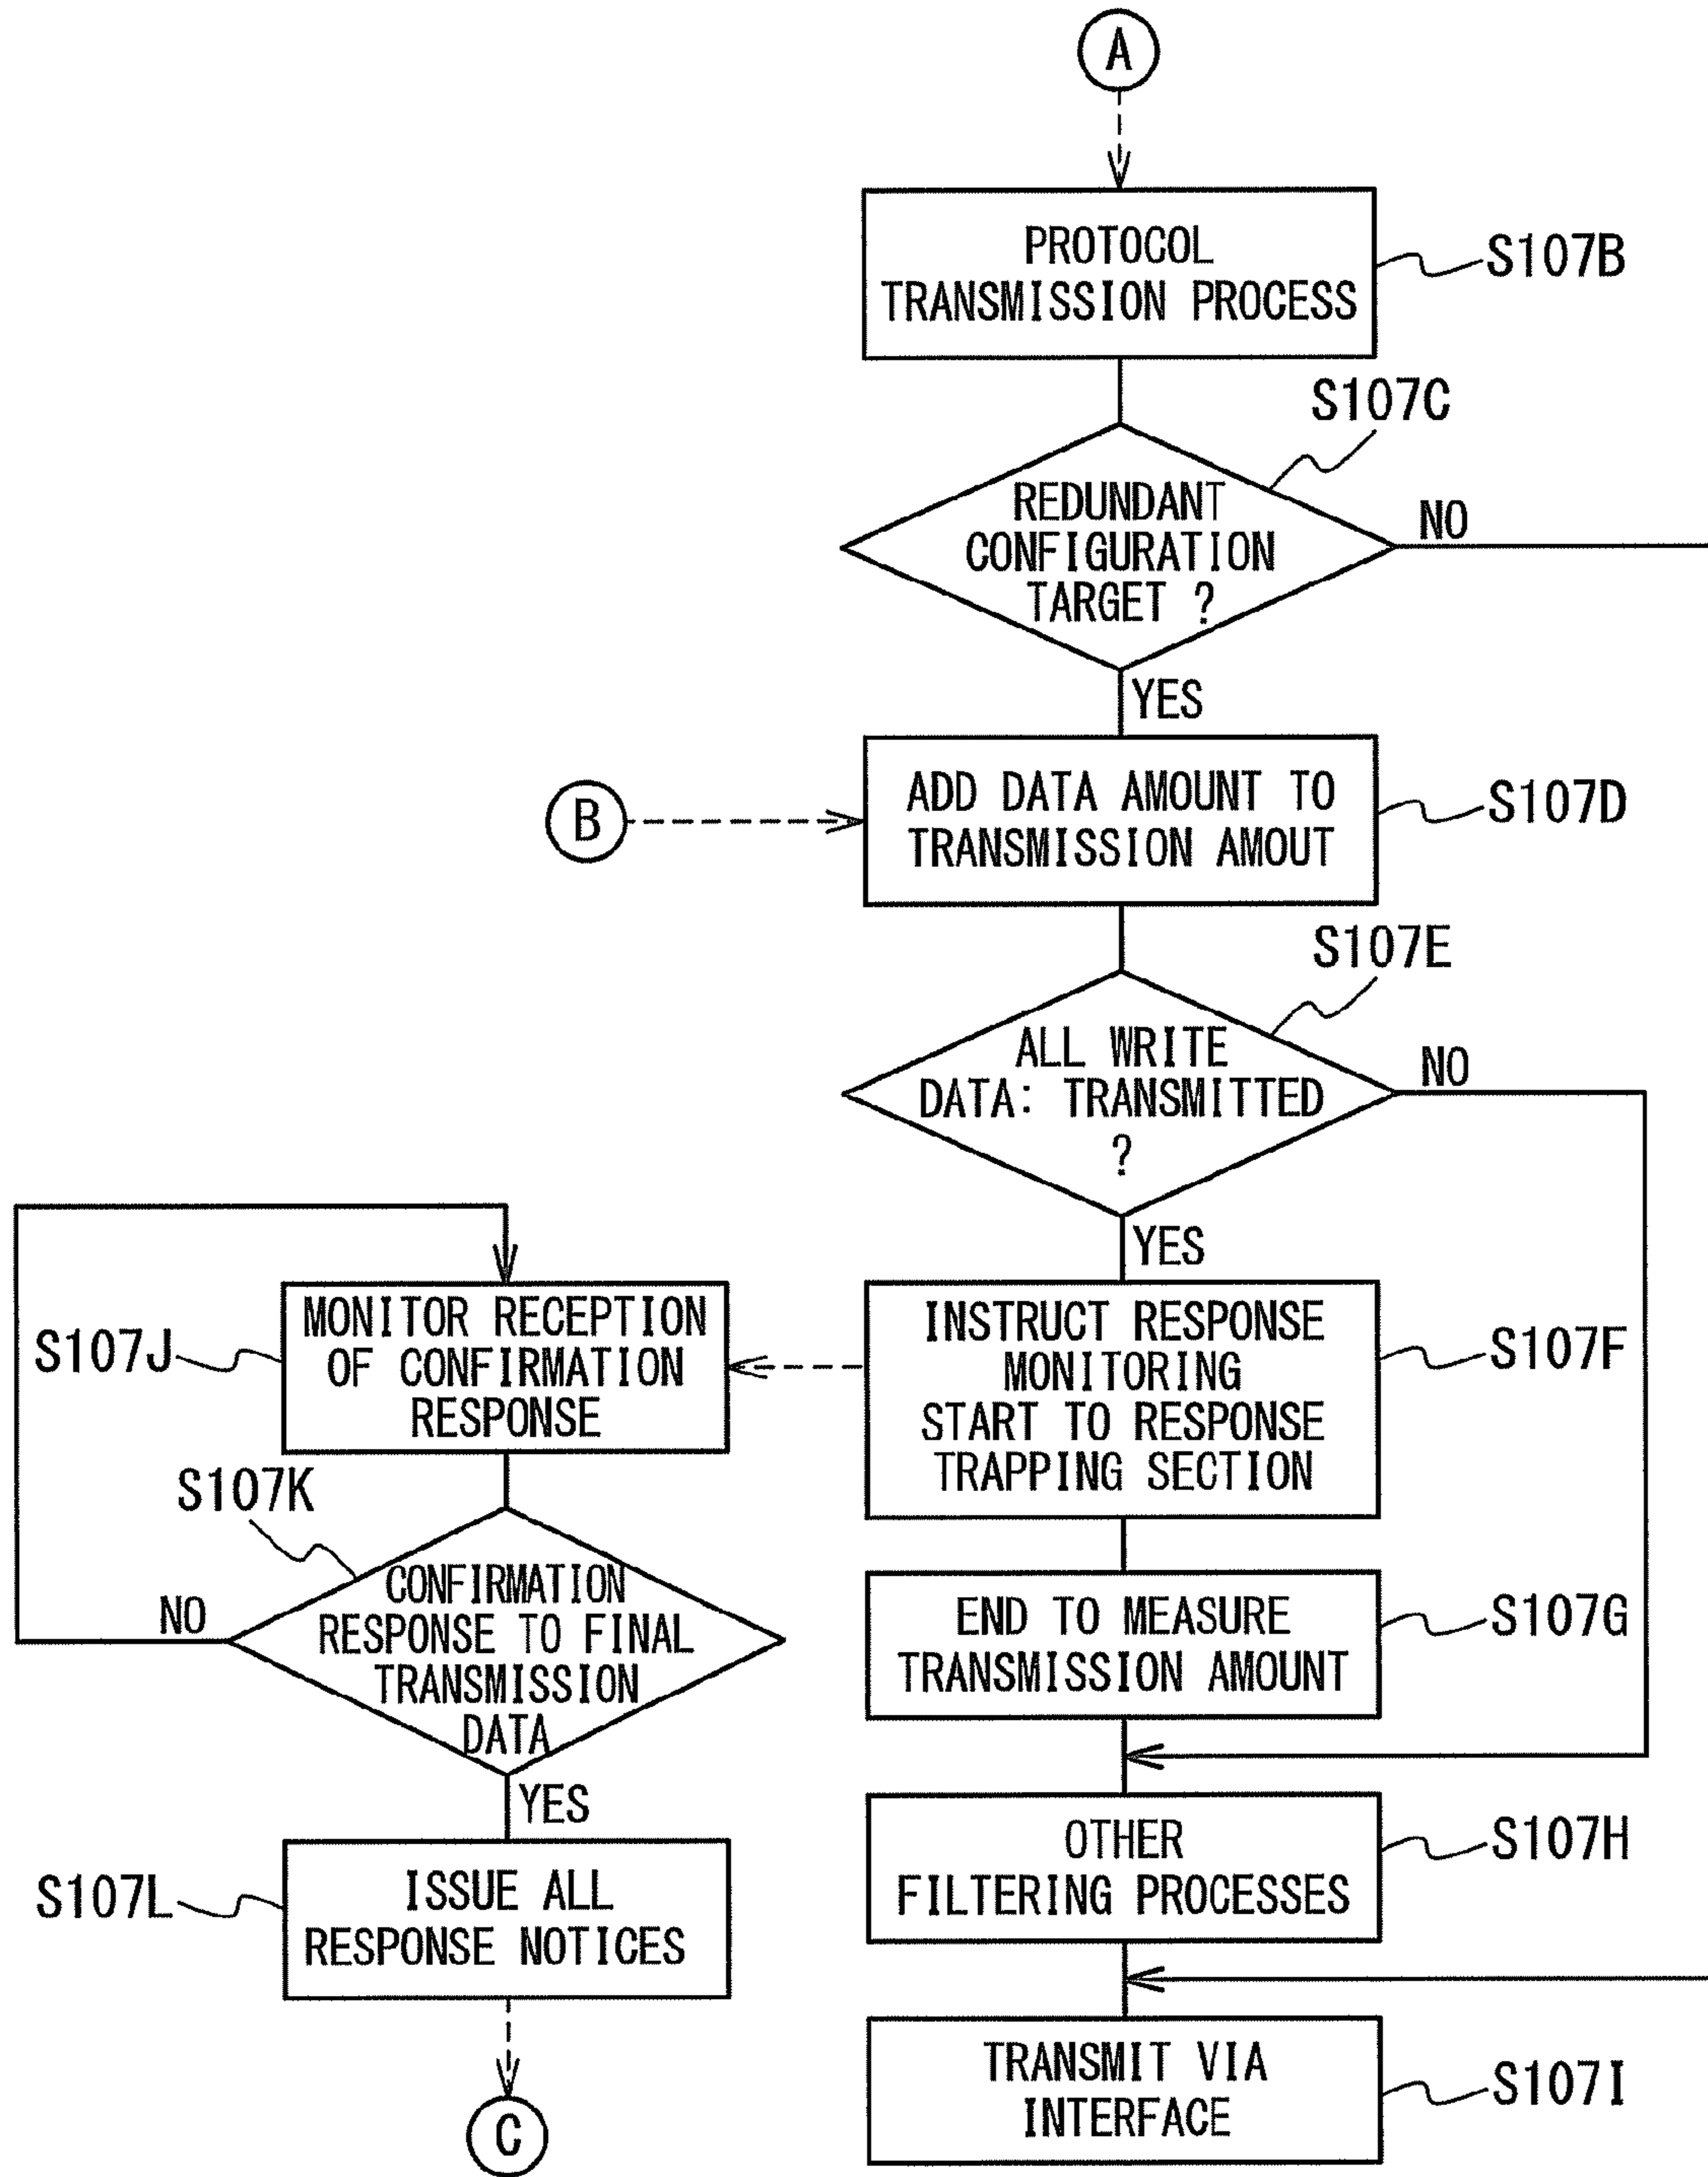 A
PROTOCOL
TRANSMISSION PROCESS
S107B
S107C
REDUNDANT
CONFIGURATION
TARGET ?
NO
YES
B
ADD DATA AMOUNT TO
TRANSMISSION AMOUT
S107D
S107E
ALL WRITE
DATA: TRANSMITTED
?
NO
YES
INSTRUCT RESPONSE
MONITORING
START TO RESPONSE
TRAPPING SECTION
S107F
S107J
MONITOR RECEPTION
OF CONFIRMATION
RESPONSE
S107K
CONFIRMATION
RESPONSE TO FINAL
TRANSMISSION
DATA
NO
YES
END TO MEASURE
TRANSMISSION AMOUNT
S107G
S107L
ISSUE ALL
RESPONSE NOTICES
OTHER
FILTERING PROCESSES
S107H
C
TRANSMIT VIA
INTERFACE
S107I